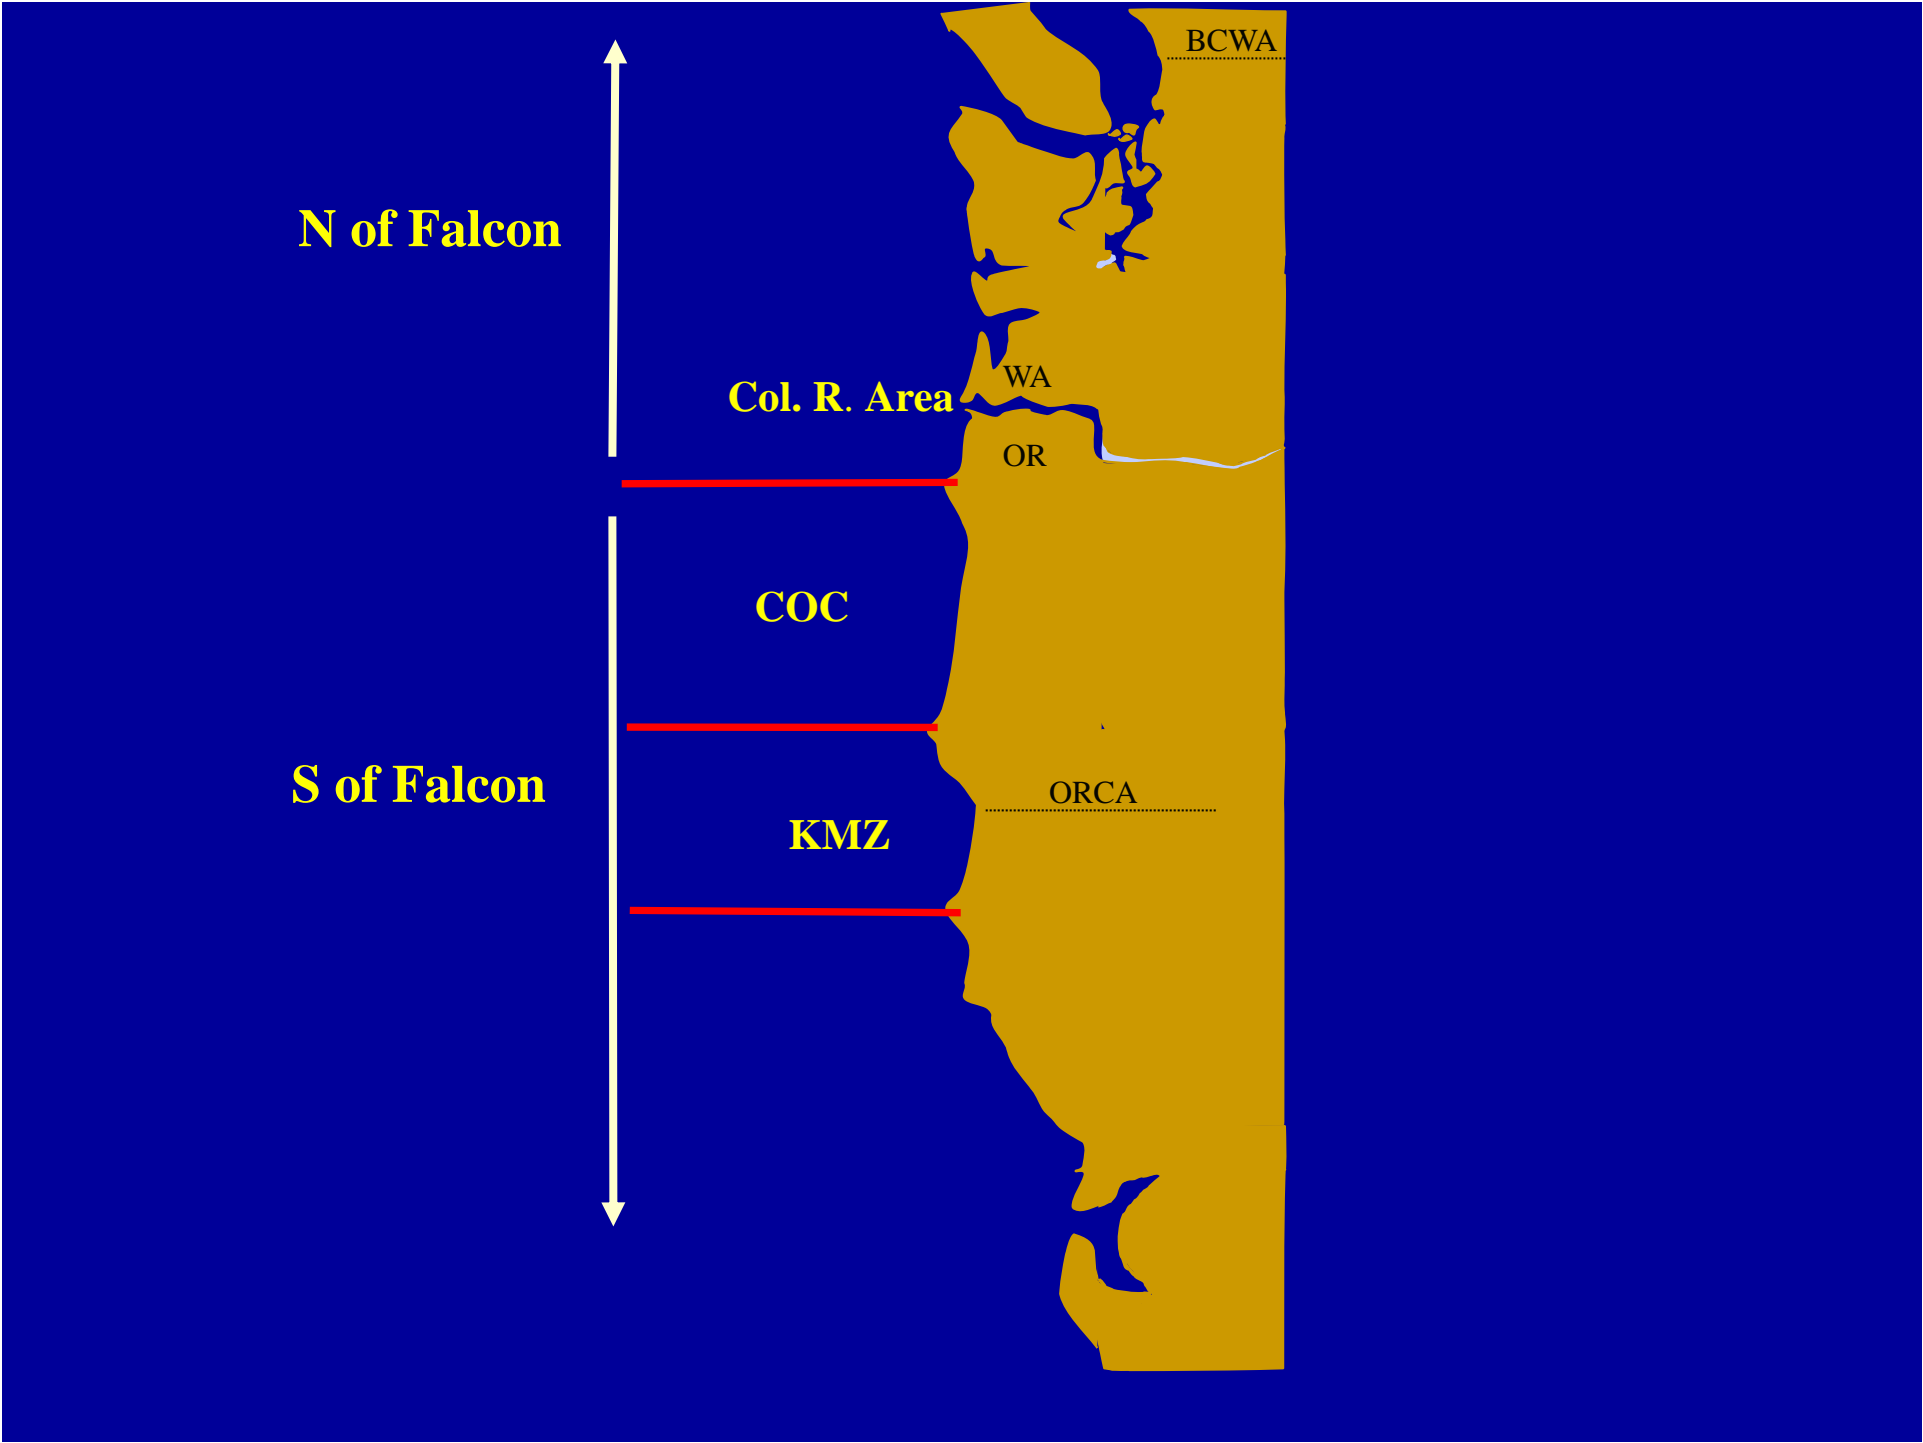 BCWA
N of Falcon
WA
Col. R. Area
OR
COC
S of Falcon
ORCA
KMZ